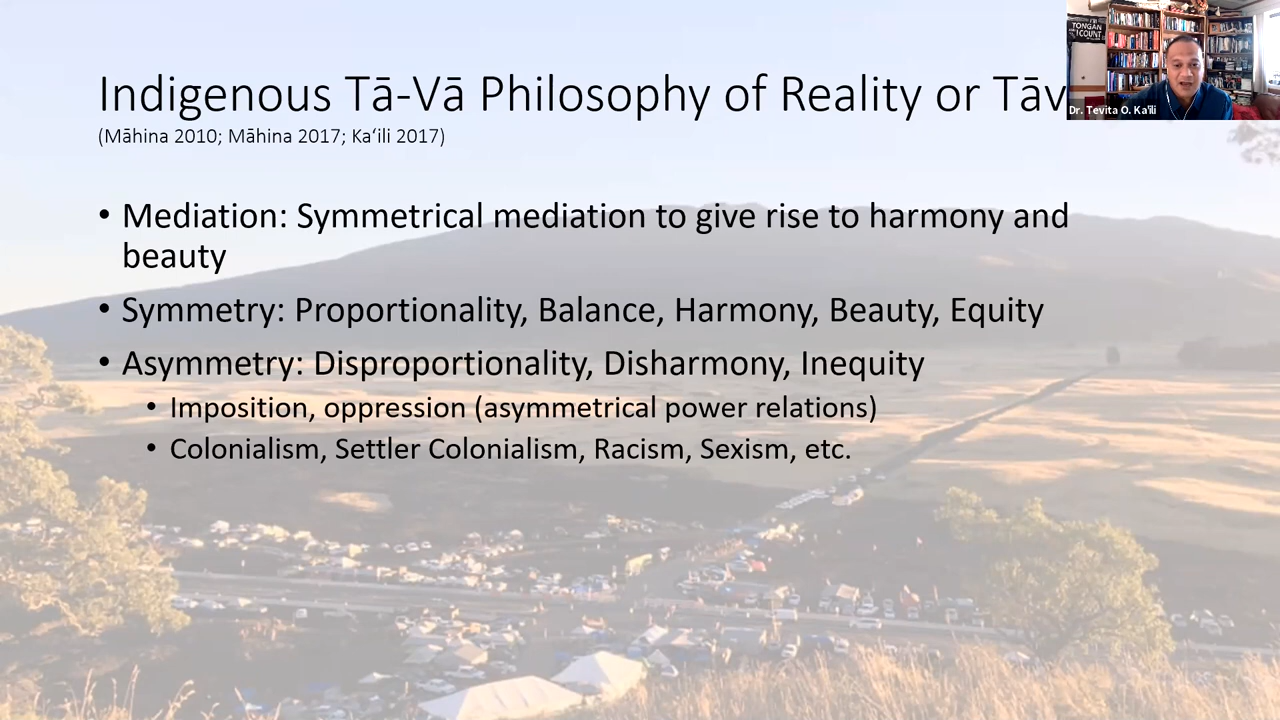 Indigenous Tā-Vā Philosophy of Reality or Tāv
(Māhina 2010; Māhina 2017; Kaʻili 2017)
• Mediation: Symmetrical mediation to give rise to harmony and
beauty
• Symmetry: Proportionality, Balance, Harmony, Beauty, Equity
• Asymmetry: Disproportionality, Disharmony, Inequity
• Imposition, oppression (asymmetrical power relations)
• Colonialism, Settler Colonialism, Racism, Sexism, etc.
TONGAN
COUNT
Dr. Tevita O. Ka'ili